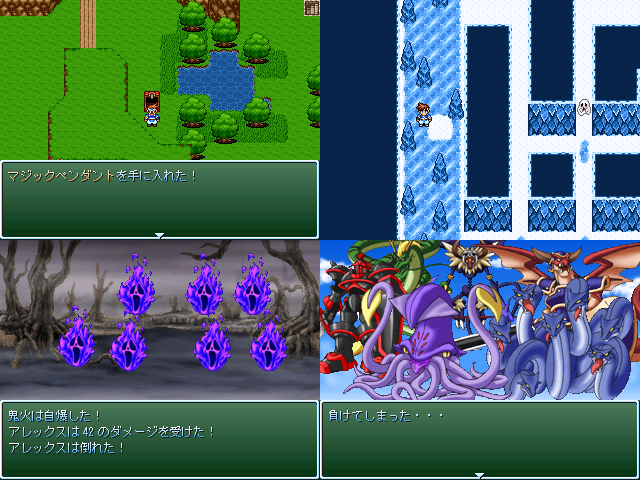 マジックペンダントを手に入れた！
鬼火は自爆した！
アレックスは 42 のダメージを受けた！
アレックスは倒れた！
負けてしまった・・・